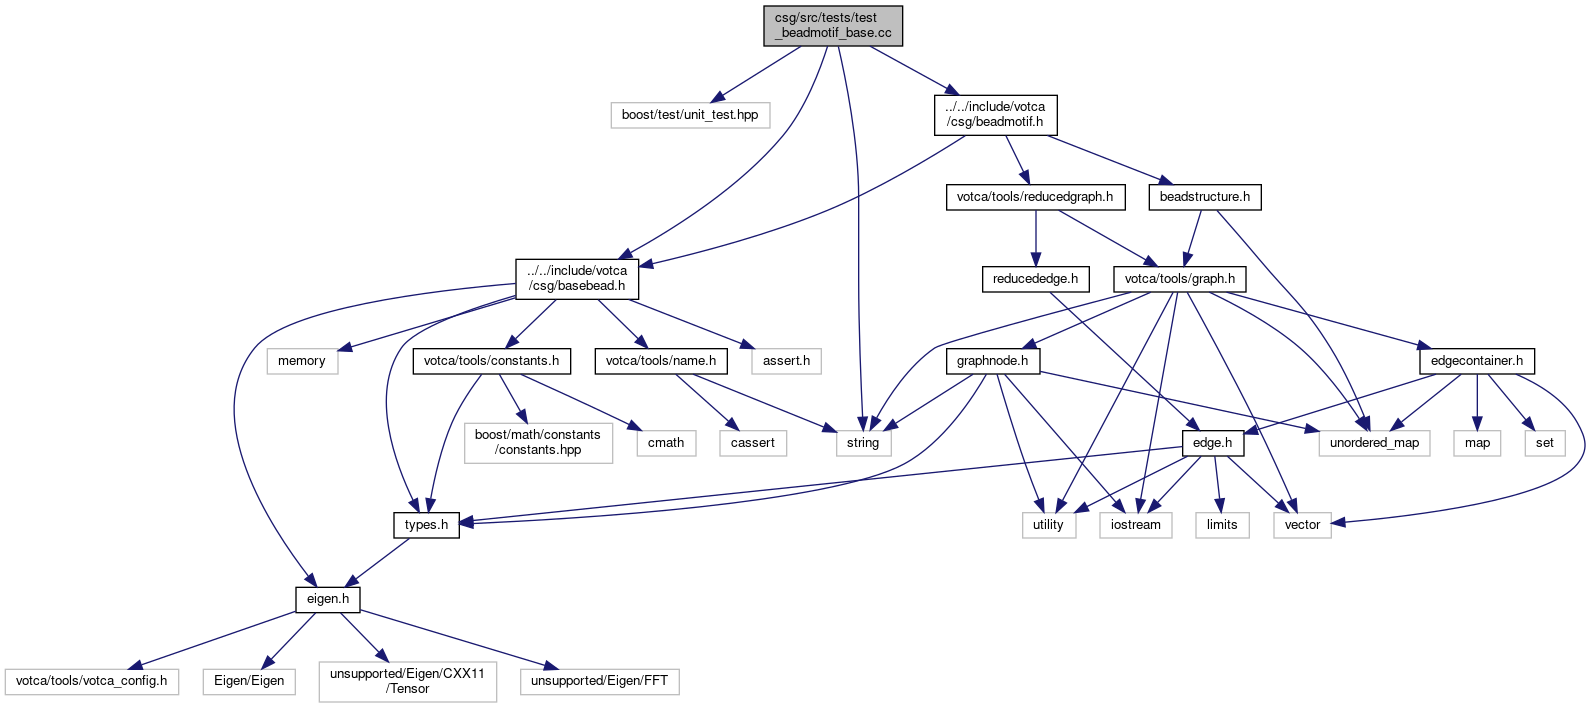 csg/src/tests/test
_beadmotif_base.cc
boost/test/unit_test.hpp
../../include/votca
/csg/beadmotif.h
votca/tools/reducedgraph.h
beadstructure.h
../../include/votca
/csg/basebead.h
reducededge.h
votca/tools/graph.h
memory
votca/tools/constants.h
votca/tools/name.h
assert.h
graphnode.h
edgecontainer.h
boost/math/constants
/constants.hpp
cmath
cassert
string
edge.h
unordered_map
map
set
types.h
utility
iostream
limits
vector
eigen.h
votca/tools/votca_config.h
Eigen/Eigen
unsupported/Eigen/CXX11
/Tensor
unsupported/Eigen/FFT